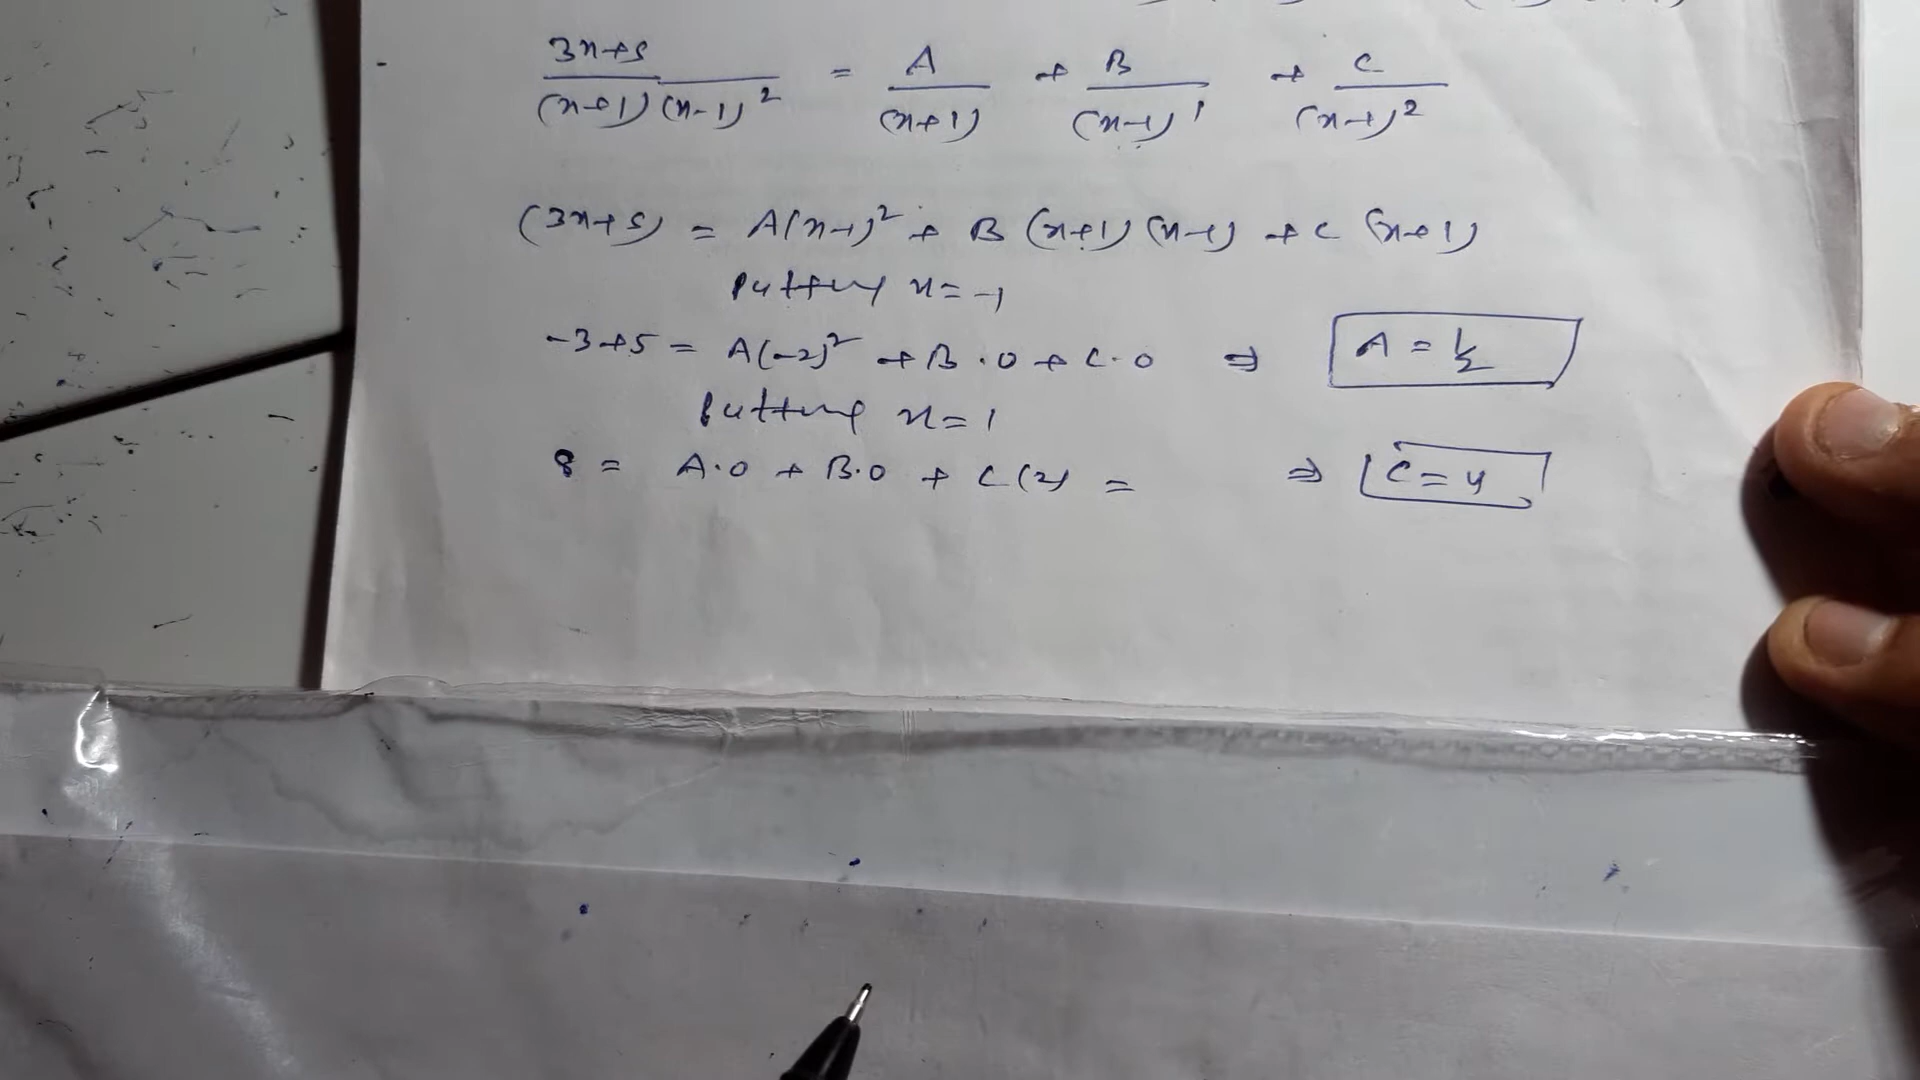 (3x+5)/((x+1)(x-1)^2) = A/(x+1) + B/(x-1)^1 + C/(x-1)^2
(3x+5) = A(x-1)^2 + B(x+1)(x-1) + C(x+1)
putting x=-1
-3+5 = A(-2)^2 + B·0 + C·0 ⇒ A = 1/2
putting x=1
8 = A·0 + B·0 + C(2) = ⇒ C=4